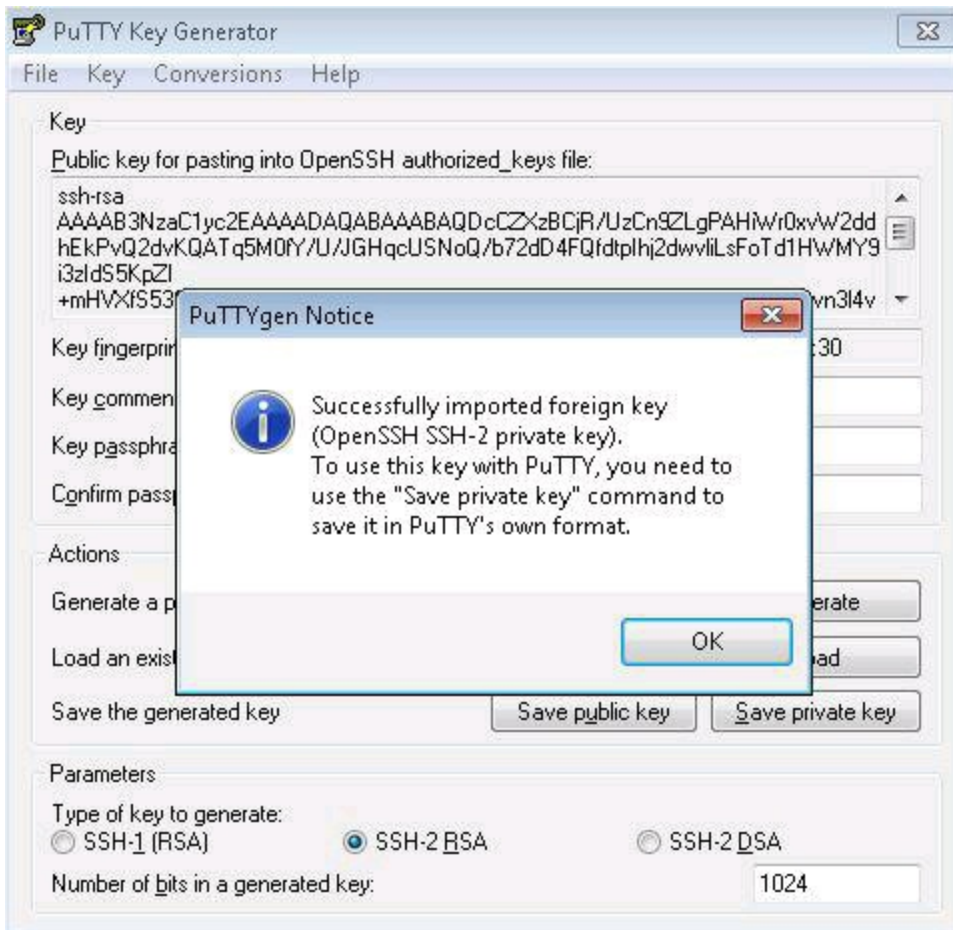 PuTTY Key Generator
File Key Conversions Help
Key
Public key for pasting into OpenSSH authorized_keys file:
ssh-rsa
AAAAB3NzaC1yc2EAAAADAQABAAABAQDcCZXzBCjR/UzCn9ZLgPAHiWr0xvW2dd
hEkPvQ2dvKQATq5M0fY/U/JGHqcUSNoQ/b72dD4FQfdtplhj2dwvliLsFoTd1HWMY9
i3zldS5KpZl
+mHVXfS53 vn3l4v
Key fingerprin :30
Key commen
Key passphra
Confirm passp
PuTTYgen Notice
Successfully imported foreign key
(OpenSSH SSH-2 private key).
To use this key with PuTTY, you need to
use the "Save private key" command to
save it in PuTTY's own format.
OK
Actions
Generate a p erate
Load an exist ad
Save the generated key Save public key Save private key
Parameters
Type of key to generate:
SSH-1 (RSA) SSH-2 RSA SSH-2 DSA
Number of bits in a generated key: 1024